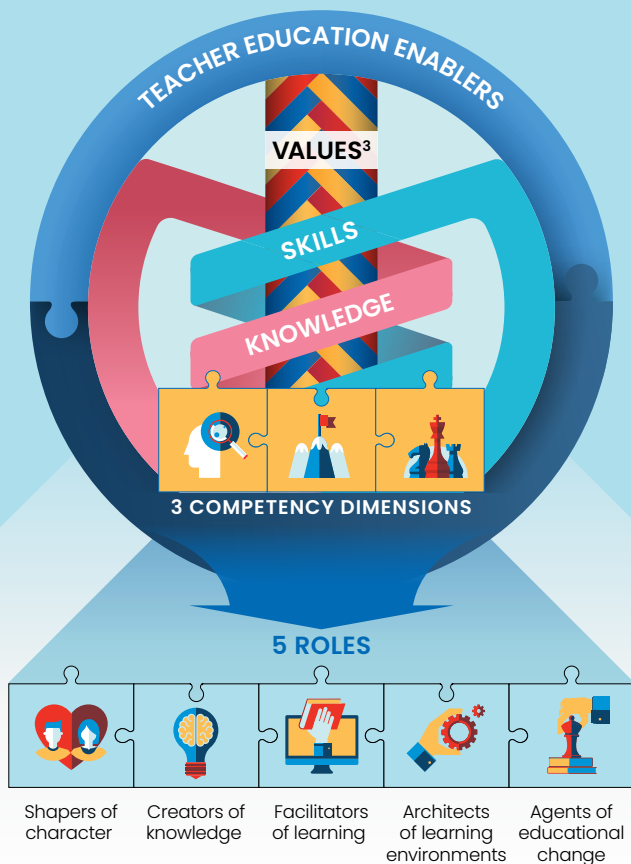 TEACHER EDUCATION ENABLERS
VALUES³
SKILLS
KNOWLEDGE
3 COMPETENCY DIMENSIONS
5 ROLES
Shapers of
character
Creators of
knowledge
Facilitators
of learning
Architects
of learning
environments
Agents of
educational
change